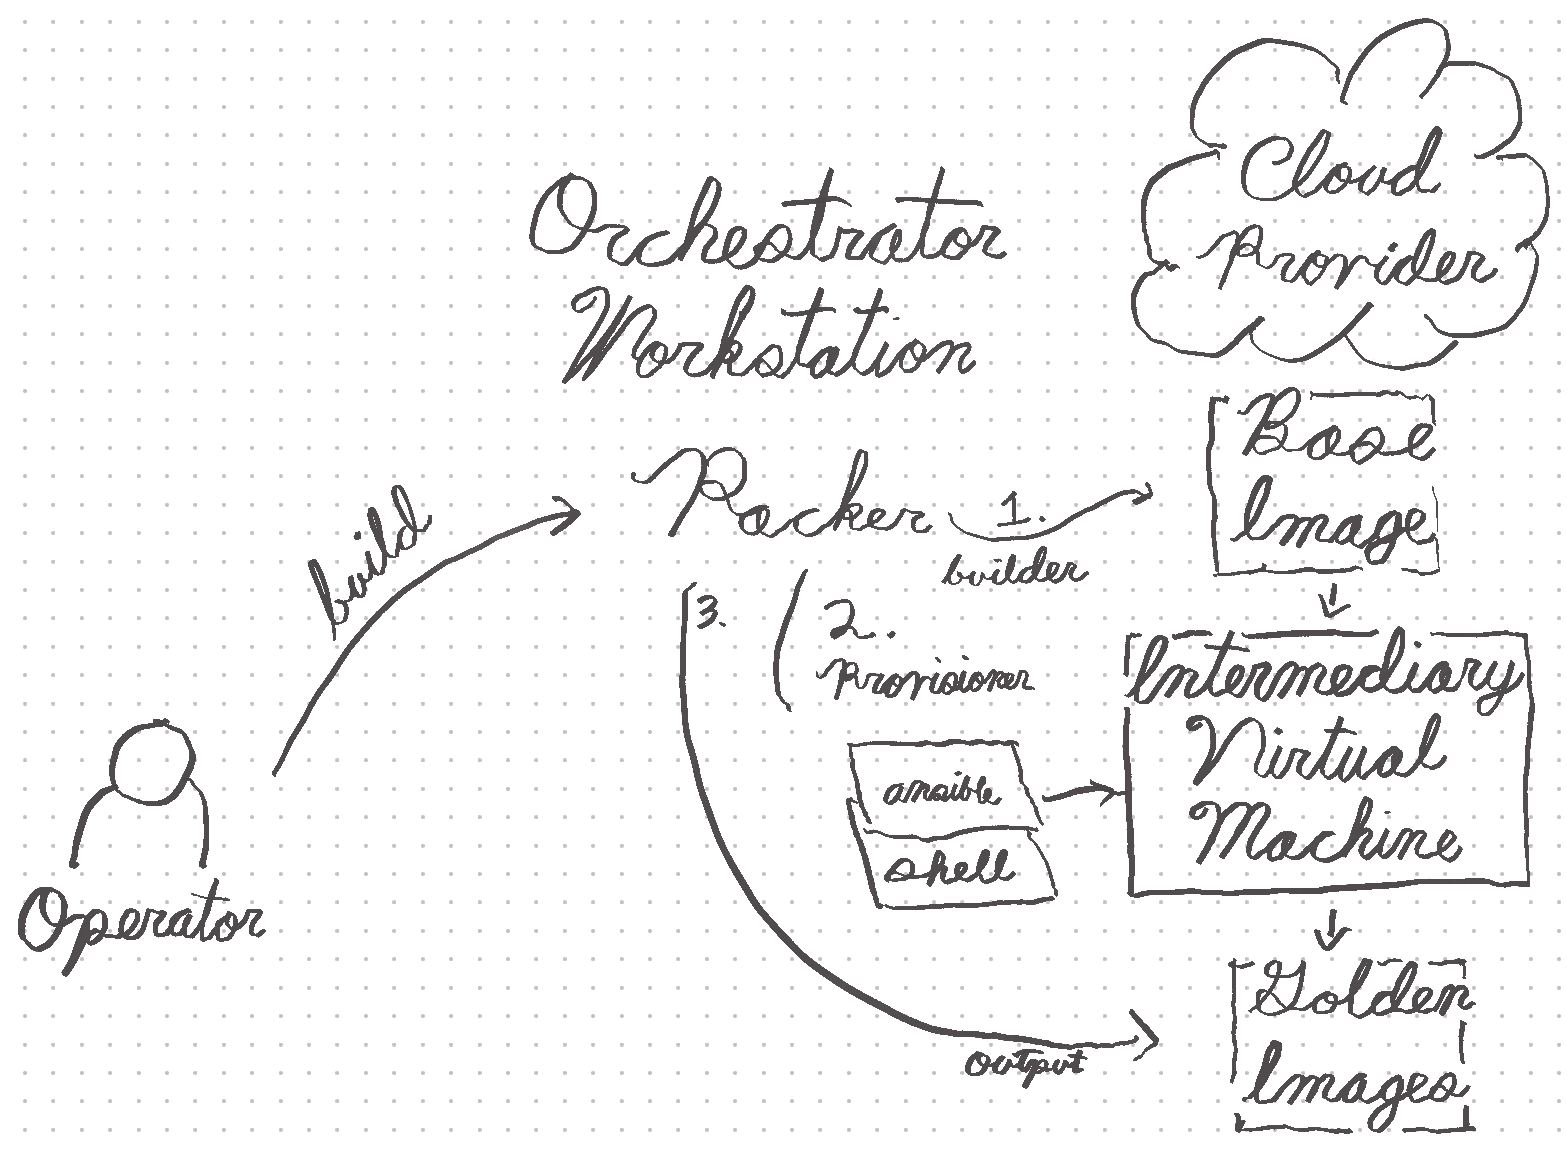 Cloud
Provider
Orchestrator
Workstation
Base
Image
Packer
1.
builder
build
3.
2.
Provisioner
Intermediary
Virtual
Machine
ansible
shell
Operator
Golden
Images
output